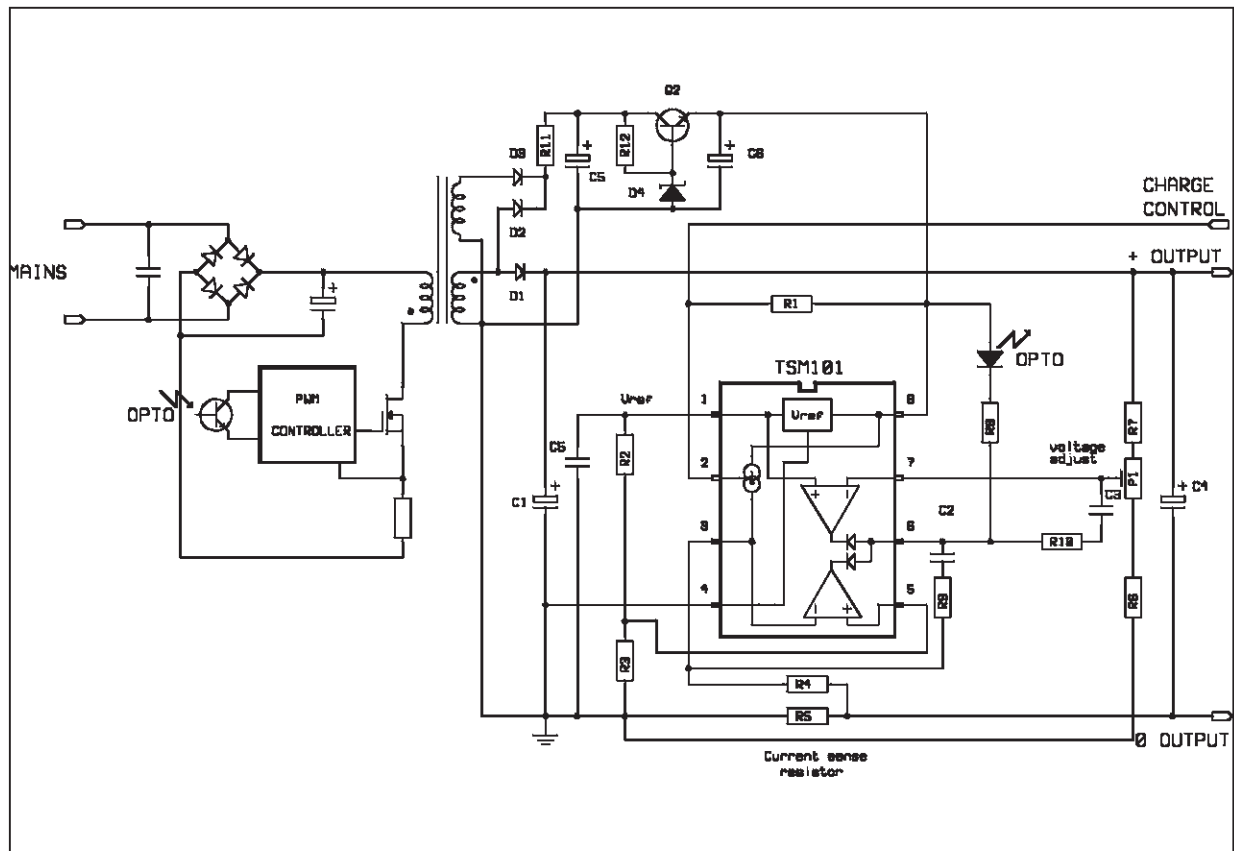 Q2
R11
R12
D3
C5
C8
D4
D2
CHARGE
CONTROL
MAINS
+ OUTPUT
D1
R1
OPTO
TSM101
OPTO
PWM
CONTROLLER
Vref
1
Vref
8
R8
R7
C6
R2
2
7
voltage
adjust
P1
C1
C3
C4
3
C2
6
R10
4
5
R9
R6
R3
R4
R5
0 OUTPUT
Current sense
resistor